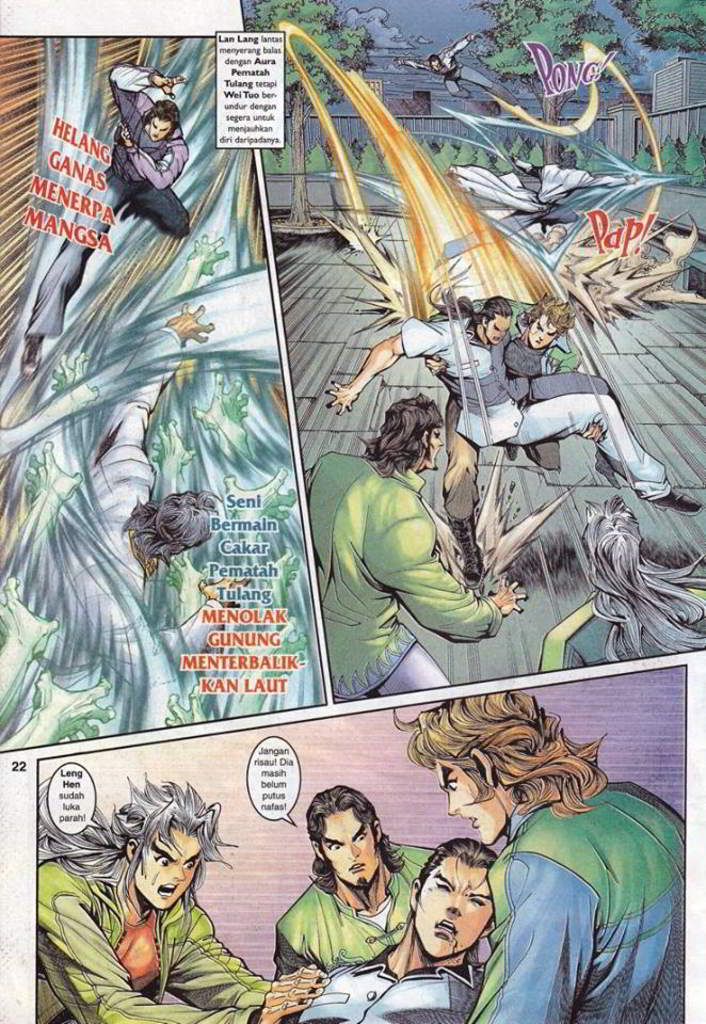 Lan Lang lantas
menyerang balas
dengan Aura
Pematah
Tulang tetapi
Wei Tuo ber-
undur dengan
segera untuk
menjauhkan
diri daripadanya.
HELANG
GANAS
MENERPA
MANGSA
PONG!
PaP!
Seni
Bermain
Cakar
Pematah
Tulang
MENOLAK
GUNUNG
MENTERBALIK-
KAN LAUT
22
Leng
Hen
sudah
luka
parah!
Jangan
risau! Dia
masih
belum
putus
nafas!